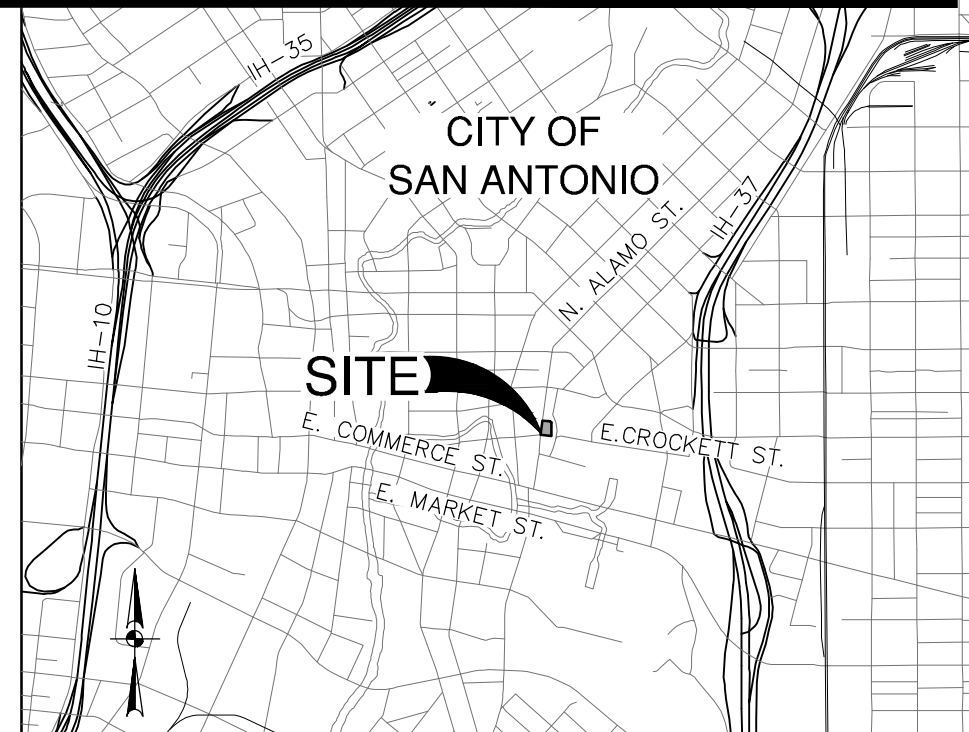 IH-35
CITY OF
SAN ANTONIO
IH-37
N. ALAMO ST.
IH-10
SITE
E. COMMERCE ST.
E.CROCKETT ST.
E. MARKET ST.